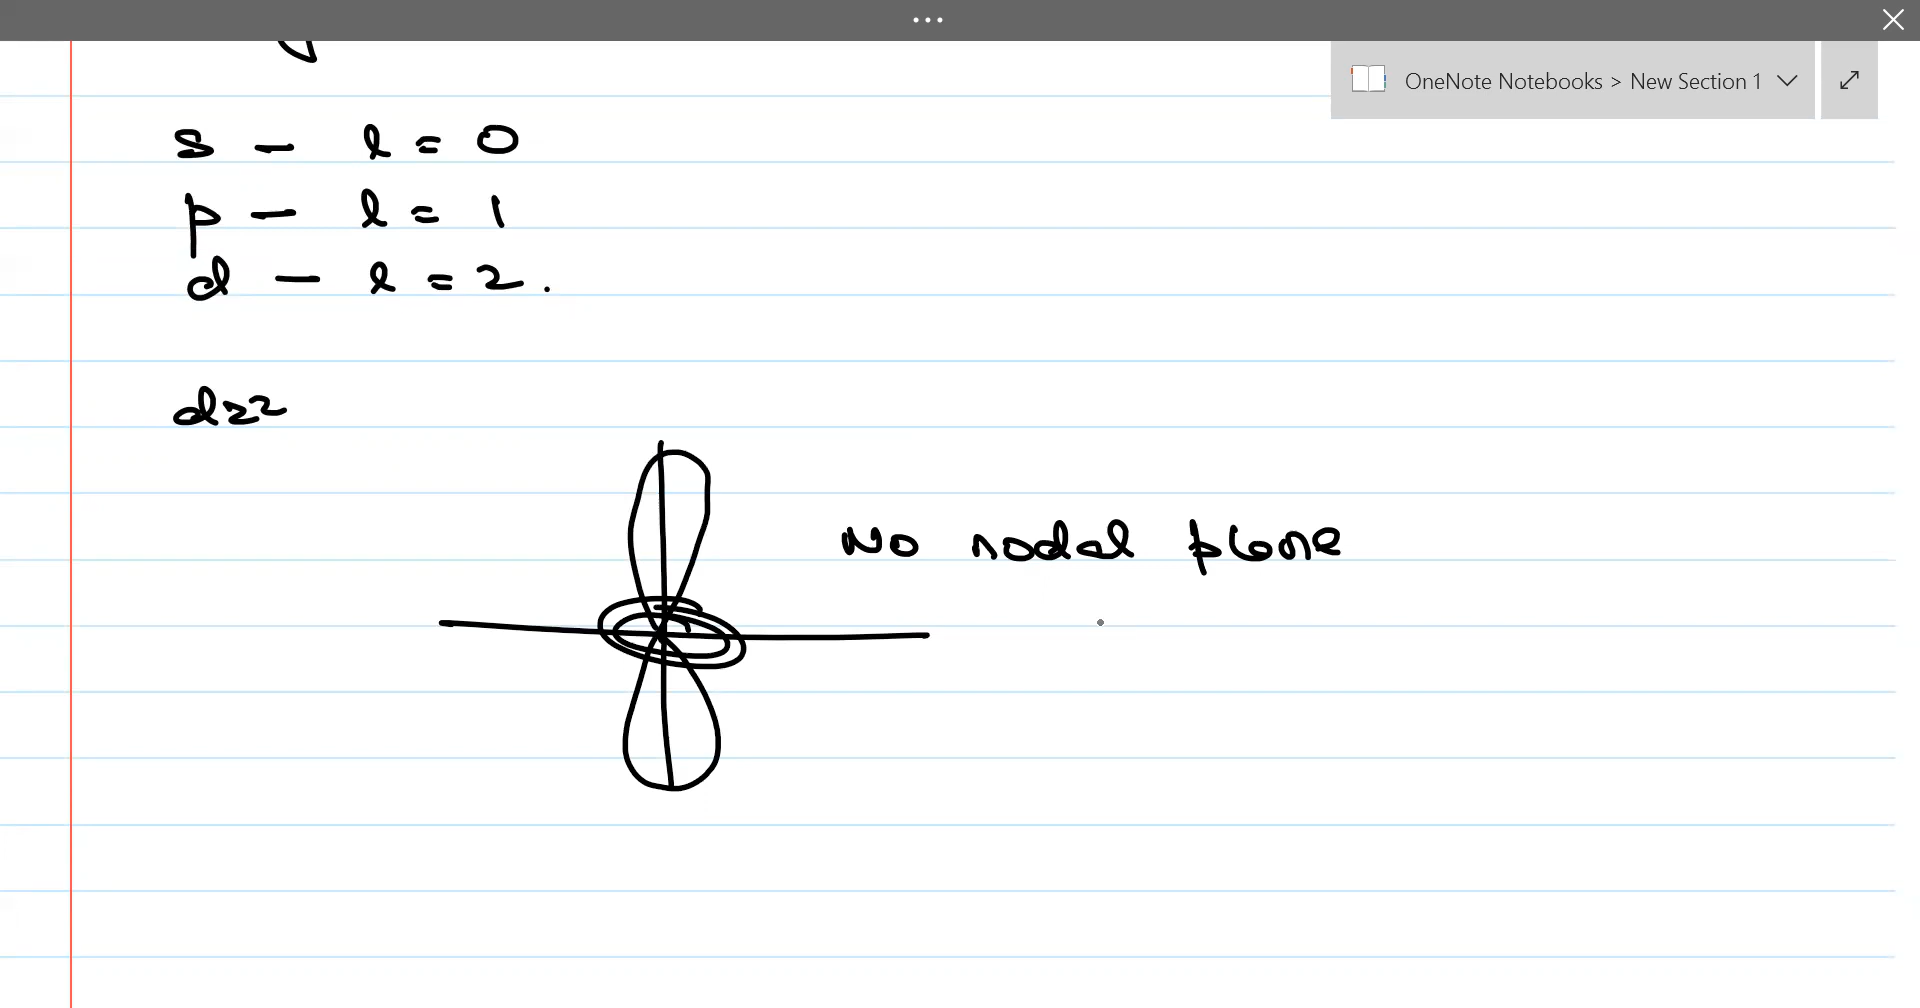 OneNote Notebooks > New Section 1
s - l = 0
p - l = 1
d - l = 2.
dz2
No nodal plane